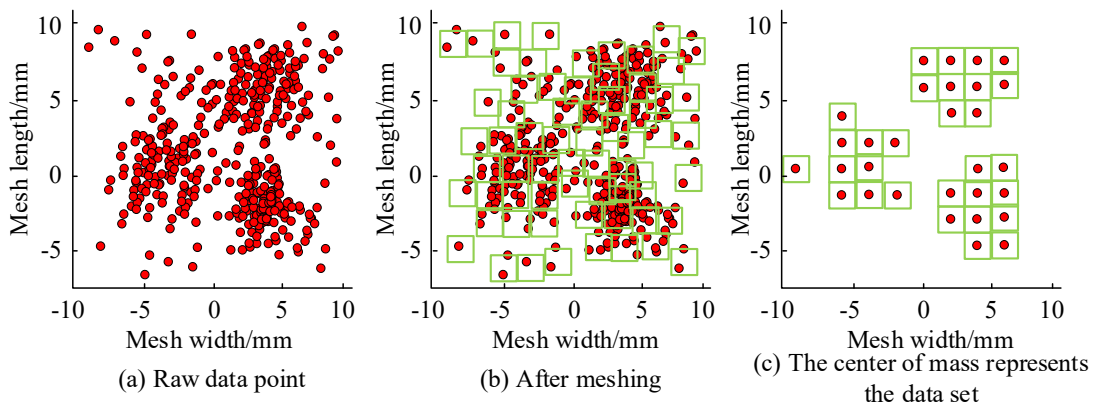 10
5
0
-5
-10
-5
0
5
10
Mesh length/mm
Mesh width/mm
(a) Raw data point
10
5
0
-5
-10
-5
0
5
10
Mesh length/mm
Mesh width/mm
(b) After meshing
10
5
0
-5
-10
-5
0
5
10
Mesh length/mm
Mesh width/mm
(c) The center of mass represents
the data set